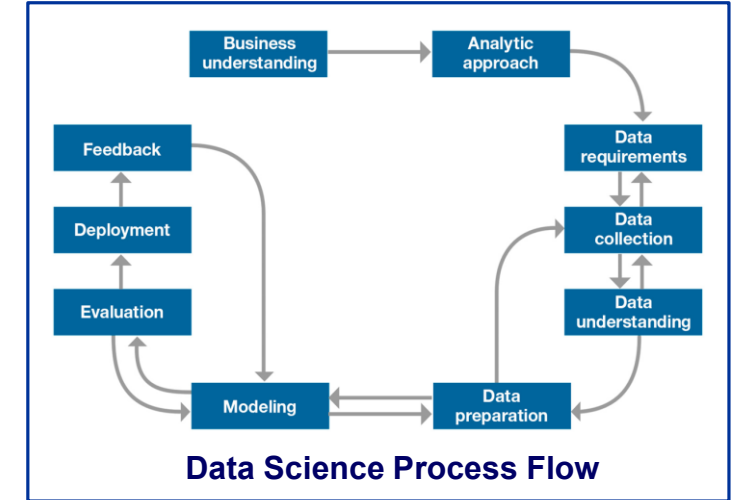 Business
understanding
Analytic
approach
Data
requirements
Data
collection
Data
understanding
Data
preparation
Modeling
Evaluation
Deployment
Feedback
Data Science Process Flow